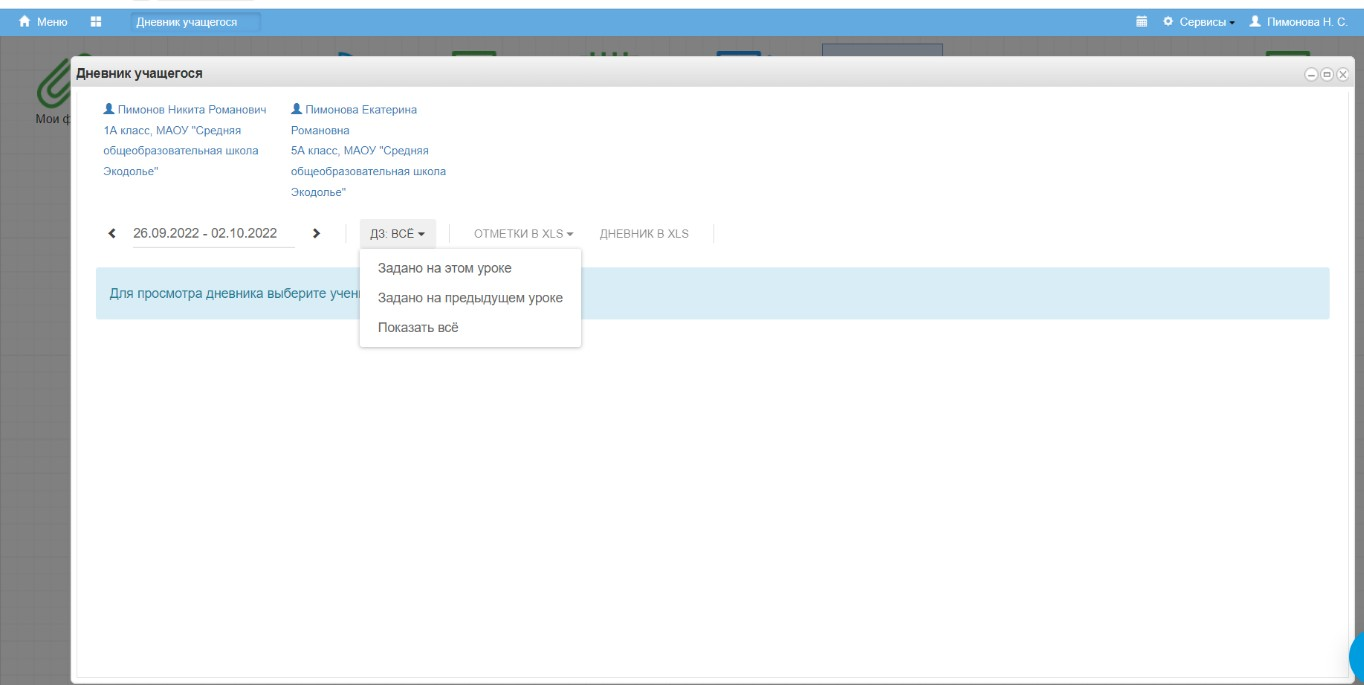 Меню
Дневник учащегося
Сервисы
Пимонова Н. С.
Дневник учащегося
Пимонов Никита Романович
1А класс, МАОУ "Средняя
общеобразовательная школа
Экодолье"
Пимонова Екатерина
Романовна
5А класс, МАОУ "Средняя
общеобразовательная школа
Экодолье"
26.09.2022 - 02.10.2022
ДЗ: ВСЁ
ОТМЕТКИ В XLS
ДНЕВНИК В XLS
Для просмотра дневника выберите
Задано на этом уроке
Задано на предыдущем уроке
Показать всё
Мои